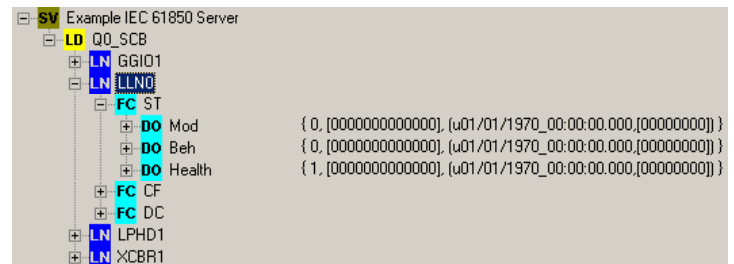 SV Example IEC 61850 Server
LD Q0_SCB
LN GGIO1
LN LLN0
FC ST
DO Mod { 0, [0000000000000], (u01/01/1970_00:00:00.000,[00000000]) }
DO Beh { 0, [0000000000000], (u01/01/1970_00:00:00.000,[00000000]) }
DO Health { 1, [0000000000000], (u01/01/1970_00:00:00.000,[00000000]) }
FC CF
FC DC
LN LPHD1
LN XCBR1